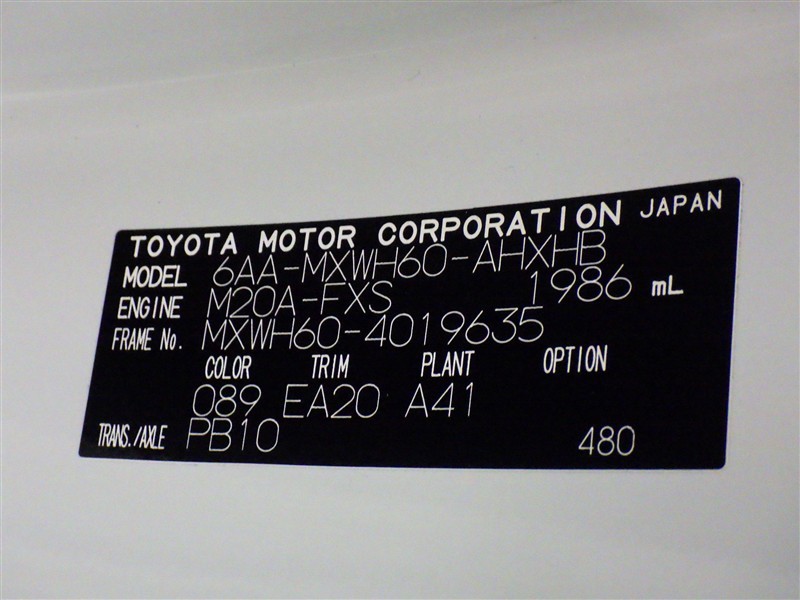 TOYOTA MOTOR CORPORATION JAPAN
MODEL 6AA-MXWH60-AHXHB
ENGINE M20A-FXS 1986 mL
FRAME No. MXWH60-4019635
COLOR TRIM PLANT OPTION
089 EA20 A41
TRANS./AXLE PB10 480